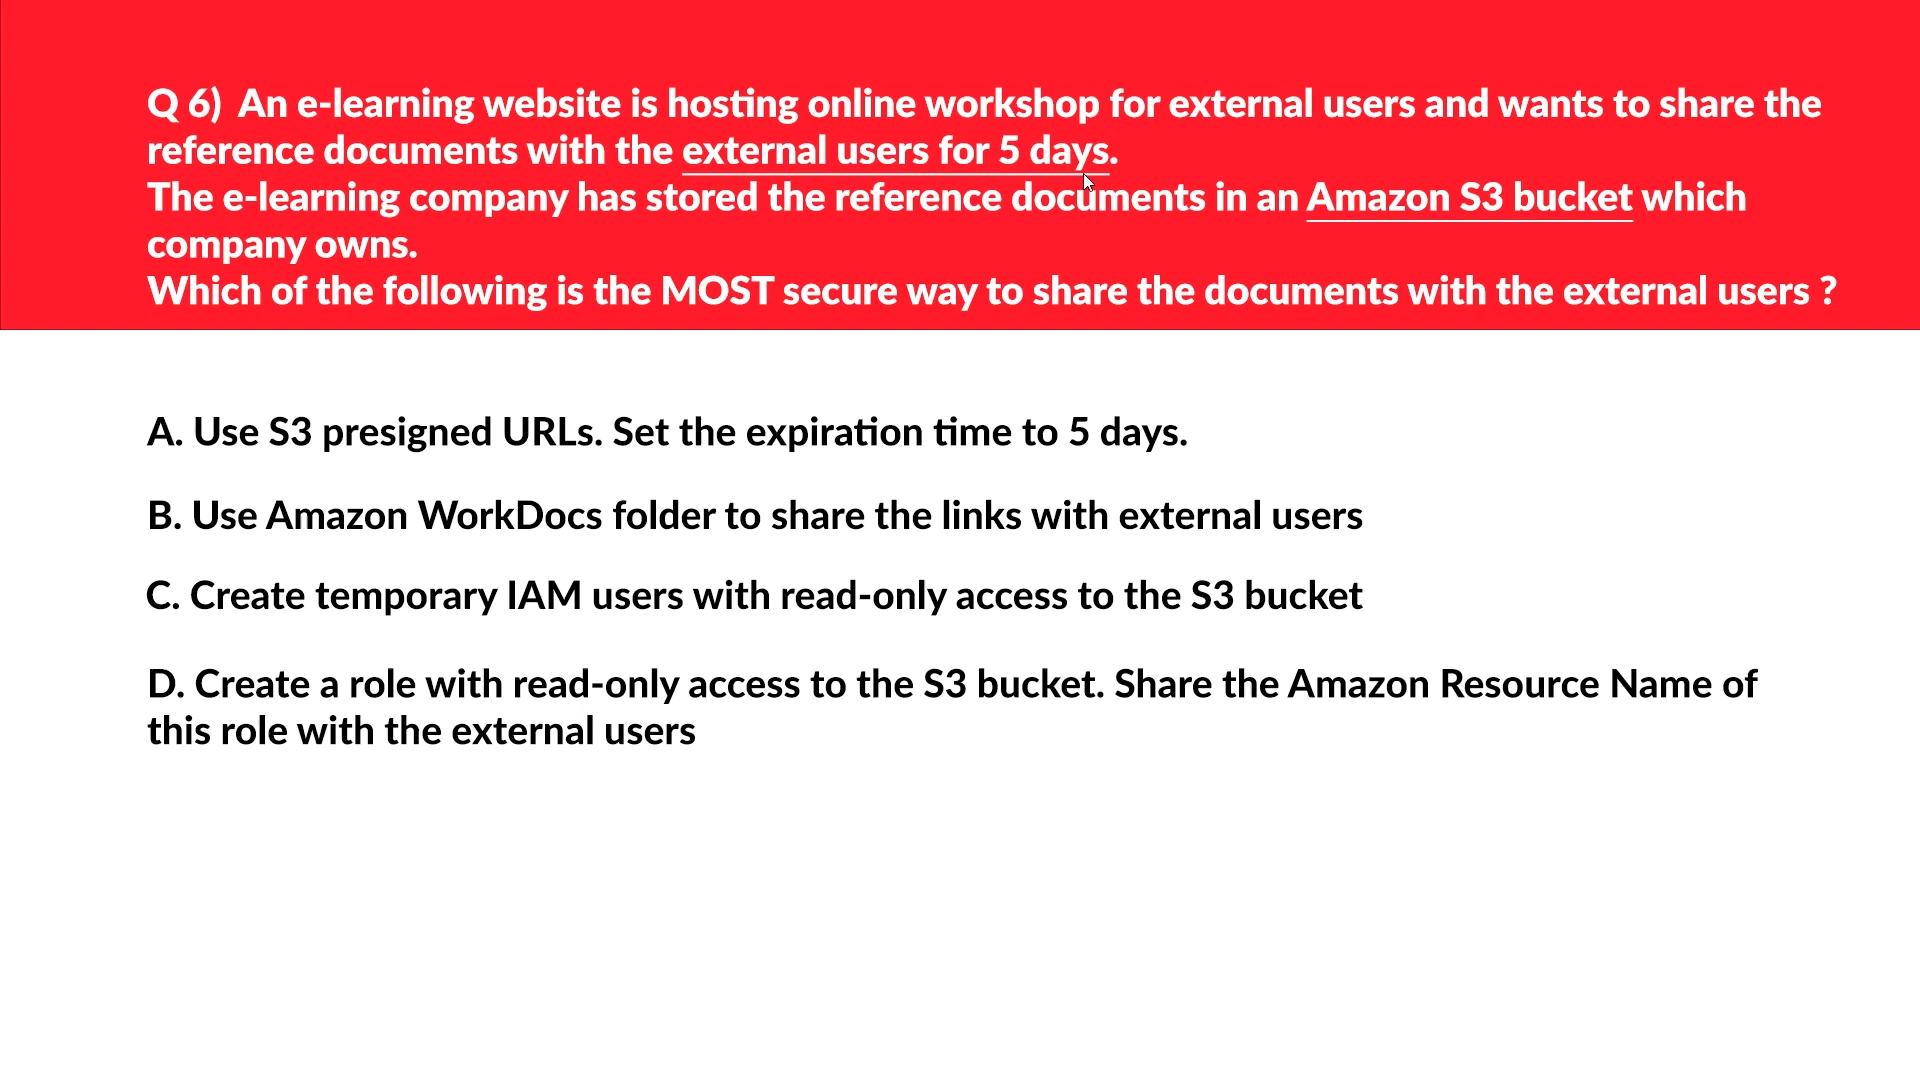 Q 6)  An e-learning website is hosting online workshop for external users and wants to share the
reference documents with the external users for 5 days.
The e-learning company has stored the reference documents in an Amazon S3 bucket which
company owns.
Which of the following is the MOST secure way to share the documents with the external users ?
A. Use S3 presigned URLs. Set the expiration time to 5 days.
B. Use Amazon WorkDocs folder to share the links with external users
C. Create temporary IAM users with read-only access to the S3 bucket
D. Create a role with read-only access to the S3 bucket. Share the Amazon Resource Name of
this role with the external users